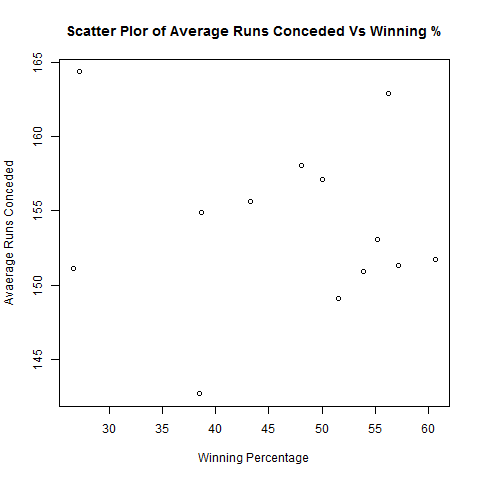 Scatter Plor of Average Runs Conceded Vs Winning %
165
160
155
150
145
Avaerage Runs Conceded
30 35 40 45 50 55 60
Winning Percentage